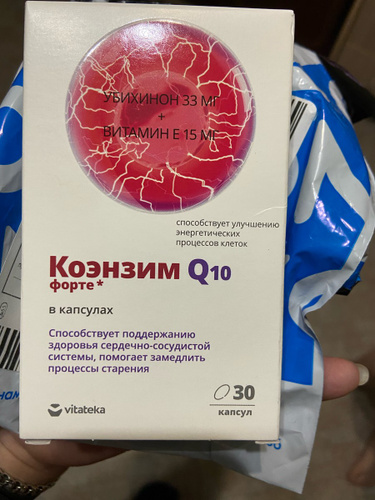 УБИХИНОН 33 МГ
+
ВИТАМИН Е 15 МГ
способствует улучшению
энергетических
процессов клеток
Коэнзим Q10
форте*
в капсулах
Способствует поддержанию
здоровья сердечно-сосудистой
системы, помогает замедлить
процессы старения
30
капсул
vitateka